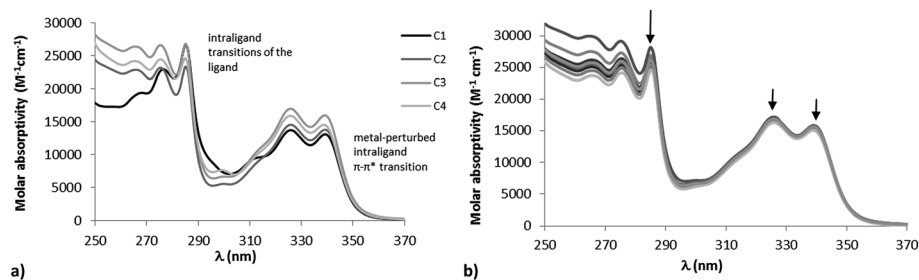 a)
Molar absorptivity (M-1cm-1)
30000
25000
20000
15000
10000
5000
0
250 270 290 310 330 350 370
λ (nm)
intraligand
transitions of the
ligand
C1
C2
C3
C4
metal-perturbed
intraligand
π-π* transition
b)
Molar absorptivity (M-1 cm-1)
35000
30000
25000
20000
15000
10000
5000
0
250 270 290 310 330 350 370
λ (nm)